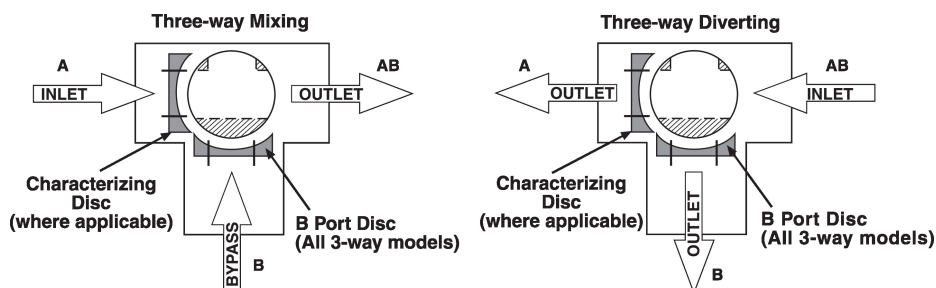 Three-way Mixing
A
INLET
AB
OUTLET
Characterizing
Disc
(where applicable)
B Port Disc
(All 3-way models)
BYPASS
B
Three-way Diverting
A
OUTLET
AB
INLET
Characterizing
Disc
(where applicable)
B Port Disc
(All 3-way models)
OUTLET
B